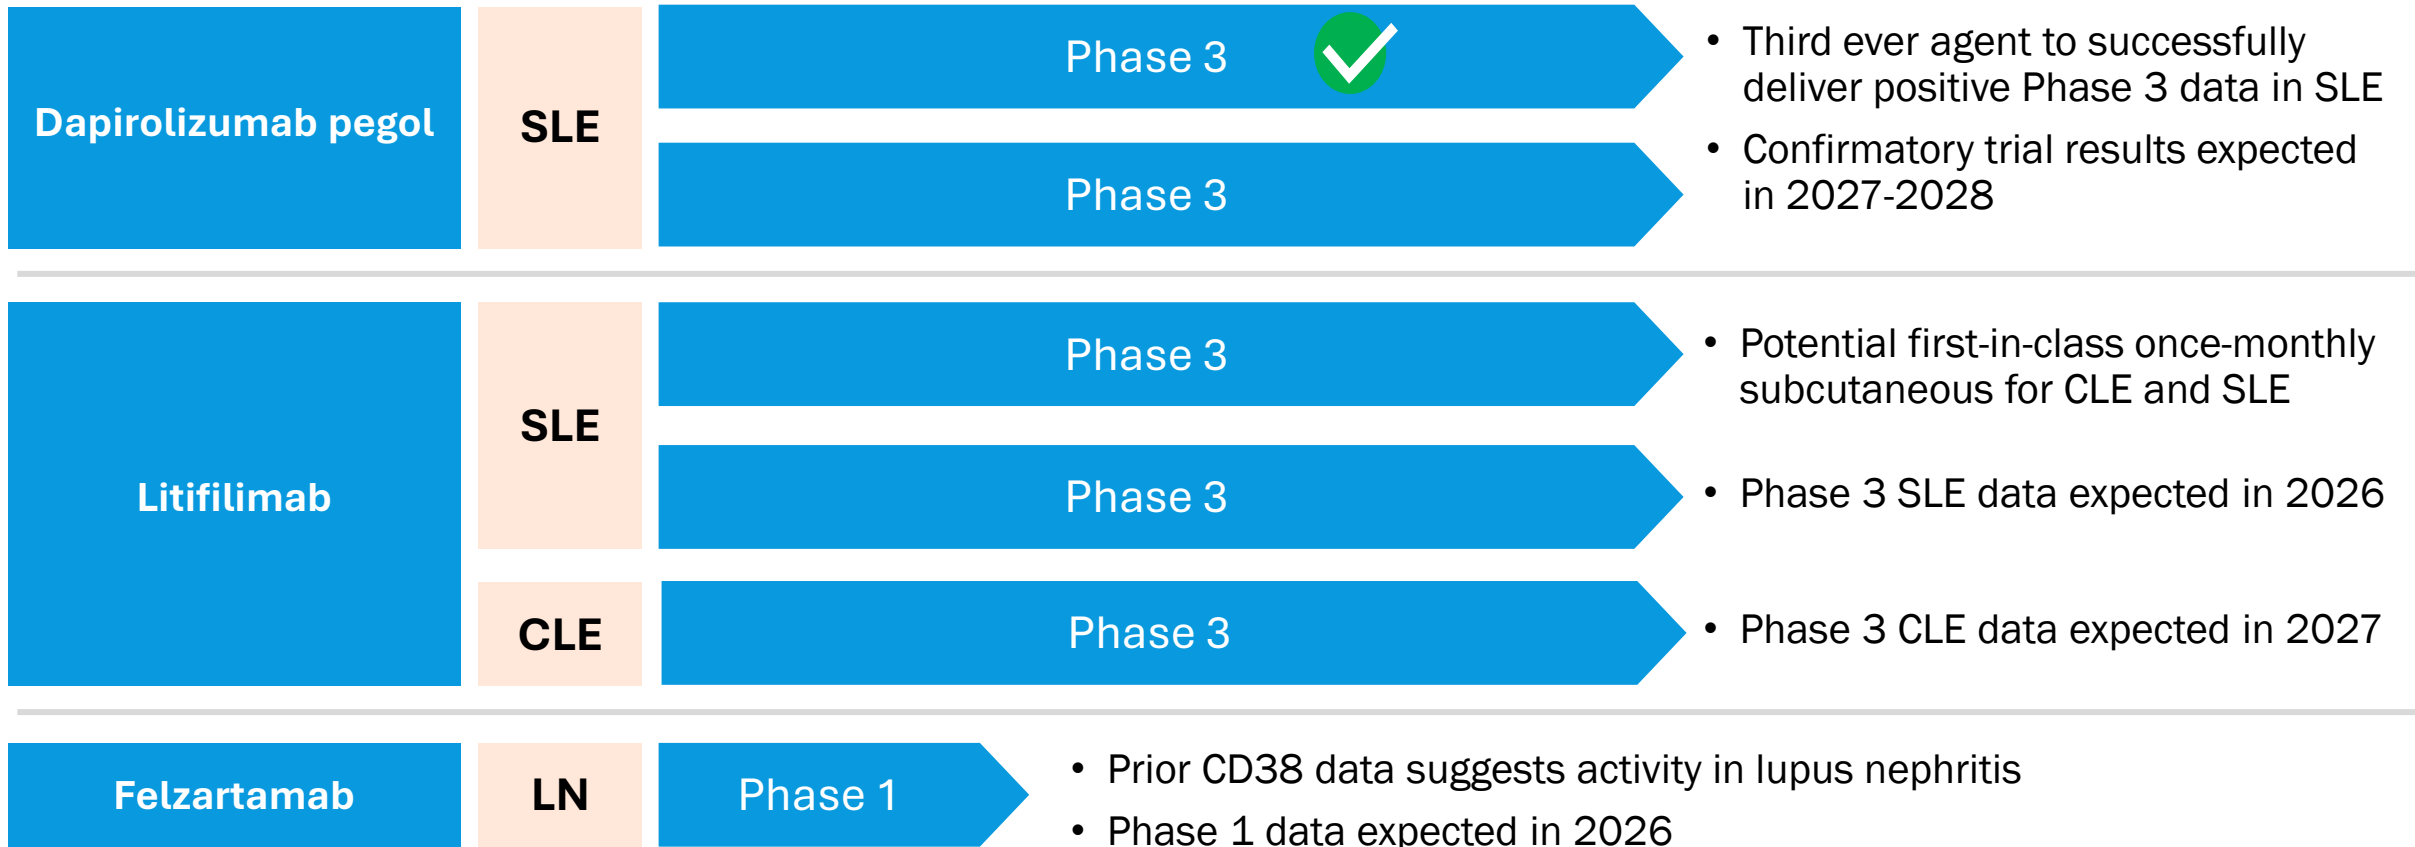 Dapirolizumab pegol
SLE
Phase 3
Phase 3
• Third ever agent to successfully
deliver positive Phase 3 data in SLE
• Confirmatory trial results expected
in 2027-2028
Litifilimab
SLE
Phase 3
• Potential first-in-class once-monthly
subcutaneous for CLE and SLE
Phase 3
• Phase 3 SLE data expected in 2026
CLE
Phase 3
• Phase 3 CLE data expected in 2027
Felzartamab
LN
Phase 1
• Prior CD38 data suggests activity in lupus nephritis
• Phase 1 data expected in 2026